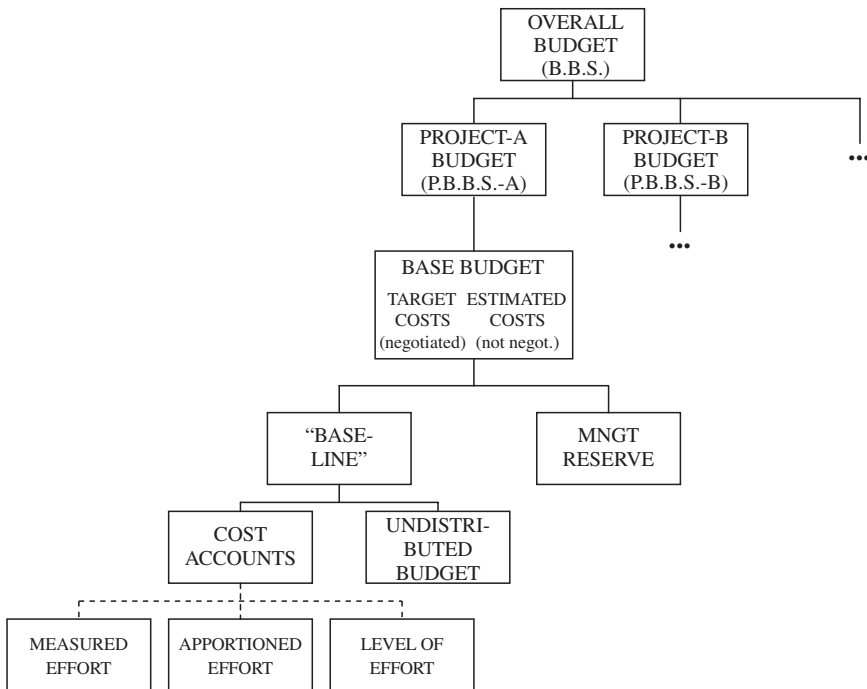 OVERALL
BUDGET
(B.B.S.)
PROJECT-A
BUDGET
(P.B.B.S.-A)
PROJECT-B
BUDGET
(P.B.B.S.-B)
...
...
BASE BUDGET
TARGET
COSTS
(negotiated)
ESTIMATED
COSTS
(not negot.)
“BASE-
LINE”
MNGT
RESERVE
COST
ACCOUNTS
UNDISTRI-
BUTED
BUDGET
MEASURED
EFFORT
APPORTIONED
EFFORT
LEVEL OF
EFFORT